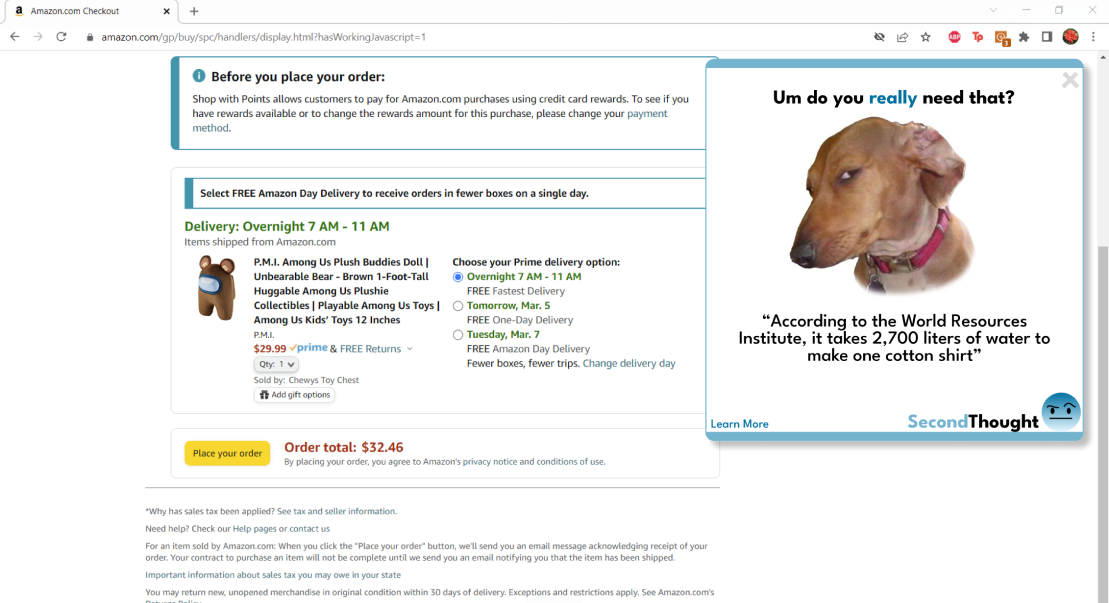 Amazon.com Checkout
amazon.com/gp/buy/spc/handlers/display.html?hasWorkingJavascript=1
Before you place your order:
Shop with Points allows customers to pay for Amazon.com purchases using credit card rewards. To see if you
have rewards available or to change the rewards amount for this purchase, please change your payment
method.
Select FREE Amazon Day Delivery to receive orders in fewer boxes on a single day.
Delivery: Overnight 7 AM - 11 AM
Items shipped from Amazon.com
P.M.I. Among Us Plush Buddies Doll |
Unbearable Bear - Brown 1-Foot-Tall
Huggable Among Us Plushie
Collectibles | Playable Among Us Toys |
Among Us Kids' Toys 12 Inches
P.M.I.
$29.99 prime & FREE Returns
Qty: 1
Sold by: Chewys Toy Chest
Add gift options
Choose your Prime delivery option:
Overnight 7 AM - 11 AM
FREE Fastest Delivery
Tomorrow, Mar. 5
FREE One-Day Delivery
Tuesday, Mar. 7
FREE Amazon Day Delivery
Fewer boxes, fewer trips. Change delivery day
Place your order
Order total: $32.46
By placing your order, you agree to Amazon's privacy notice and conditions of use.
*Why has sales tax been applied? See tax and seller information.
Need help? Check our Help pages or contact us
For an item sold by Amazon.com: When you click the "Place your order" button, we'll send you an email message acknowledging receipt of your
order. Your contract to purchase an item will not be complete until we send you an email notifying you that the item has been shipped.
Important information about sales tax you may owe in your state
You may return new, unopened merchandise in original condition within 30 days of delivery. Exceptions and restrictions apply. See Amazon.com's
Returns Policy
Um do you really need that?
“According to the World Resources
Institute, it takes 2,700 liters of water to
make one cotton shirt”
Learn More
SecondThought
ABP
3